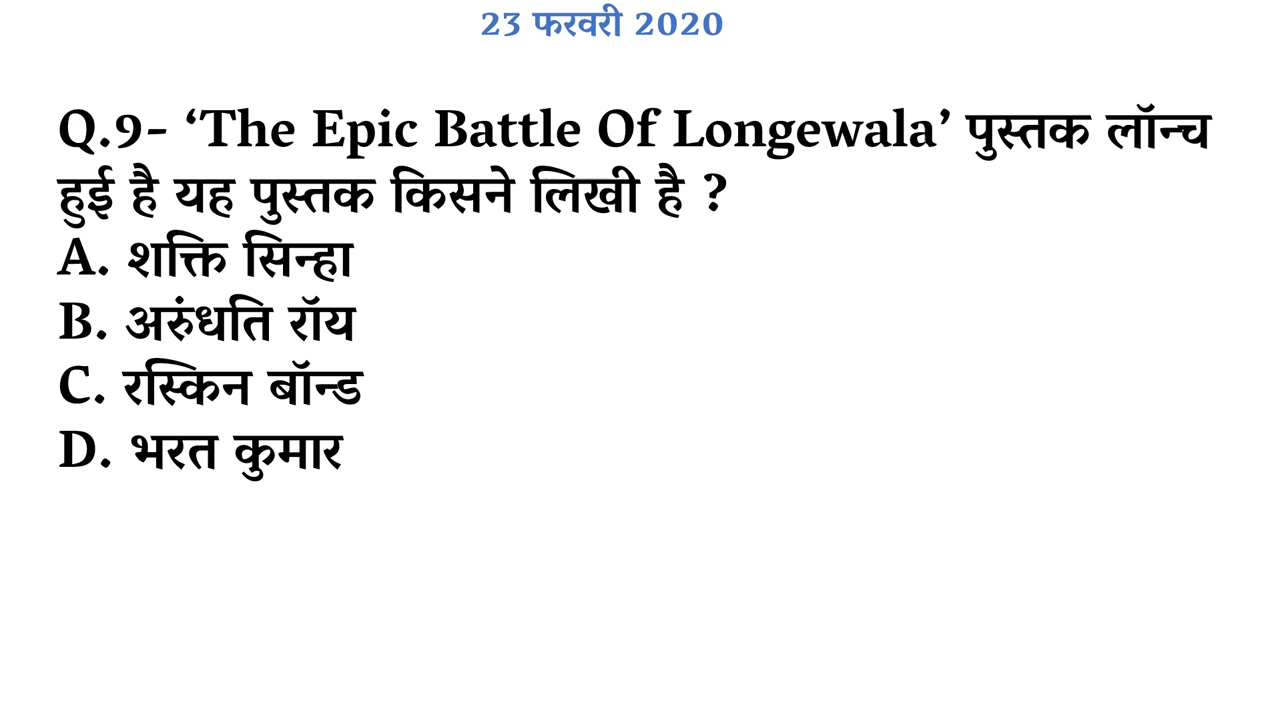 23 फरवरी 2020
Q.9- ‘The Epic Battle Of Longewala’ पुस्तक लॉन्च
हुई है यह पुस्तक किसने लिखी है ?
A. शक्ति सिन्हा
B. अरुंधति रॉय
C. रस्किन बॉन्ड
D. भरत कुमार